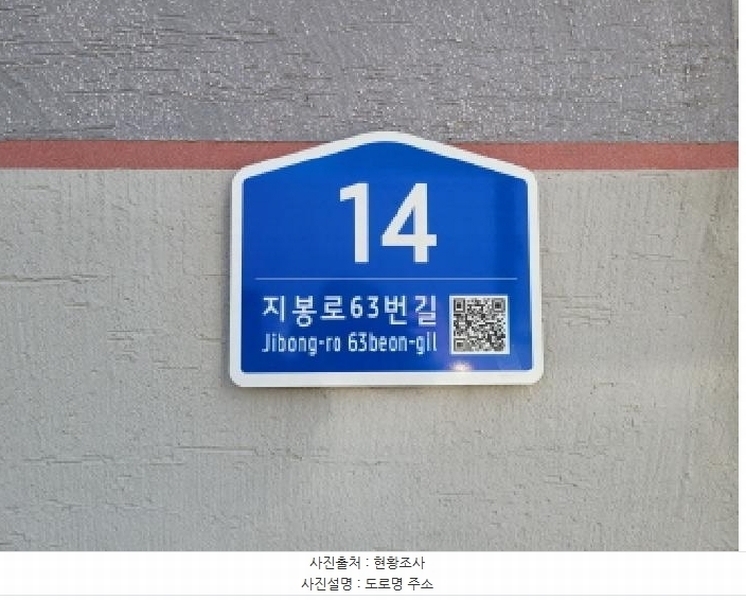 14
지봉로63번길
Jibong-ro 63beon-gil
사진출처 : 현황조사
사진설명 : 도로명 주소